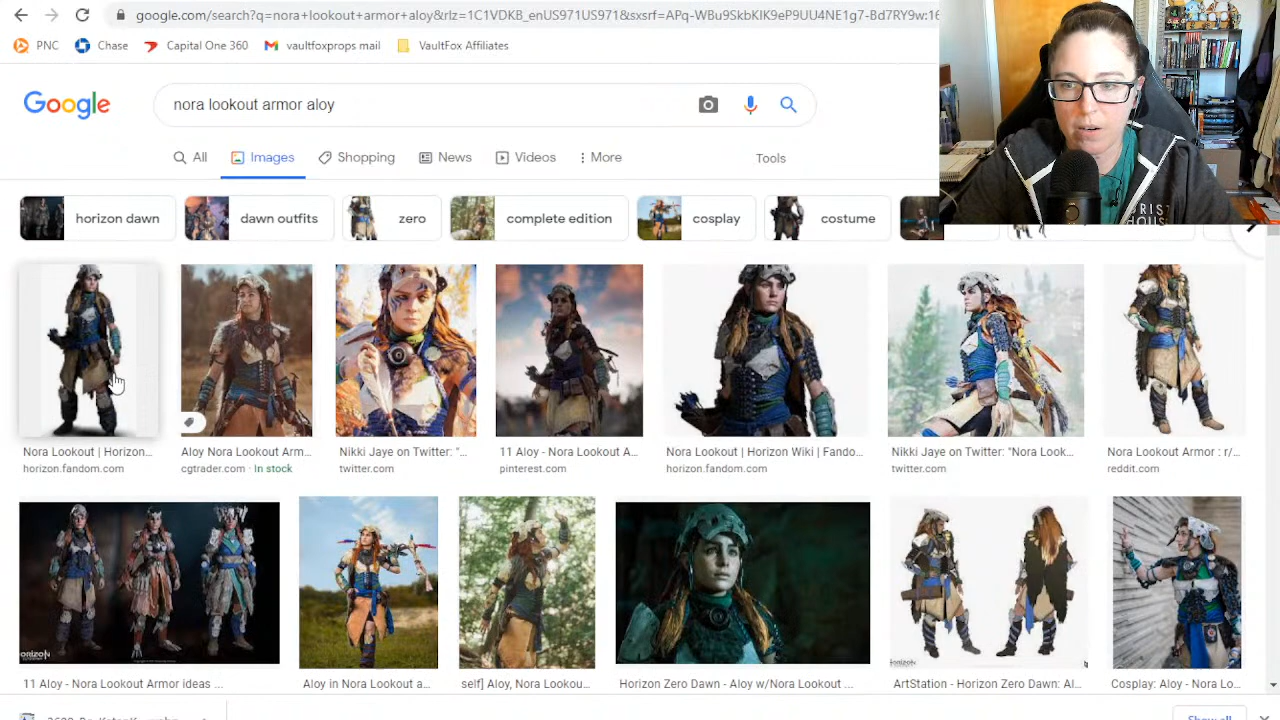 google.com/search?q=nora+lookout+armor+aloy&rlz=
PNC
Chase
Capital One 360
vaultfoxprops mail
VaultFox Affiliates
Google
nora lookout armor aloy
All
Images
Shopping
News
Videos
More
Tools
horizon dawn
dawn outfits
zero
complete edition
cosplay
costume
Nora Lookout | Horizon...
horizon.fandom.com
Aloy Nora Lookout Arm...
cgtrader.com · In stock
Nikki Jaye on Twitter: "...
twitter.com
11 Aloy - Nora Lookout A...
pinterest.com
Nora Lookout | Horizon Wiki | Fando...
horizon.fandom.com
Nikki Jaye on Twitter: "Nora Look...
twitter.com
Nora Lookout Armor : r/...
reddit.com
11 Aloy - Nora Lookout Armor ideas ...
Aloy in Nora Lookout a...
self] Aloy, Nora Lookou...
Horizon Zero Dawn - Aloy w/Nora Lookout ...
ArtStation - Horizon Zero Dawn: Al...
Cosplay: Aloy - Nora Lo...
Show all